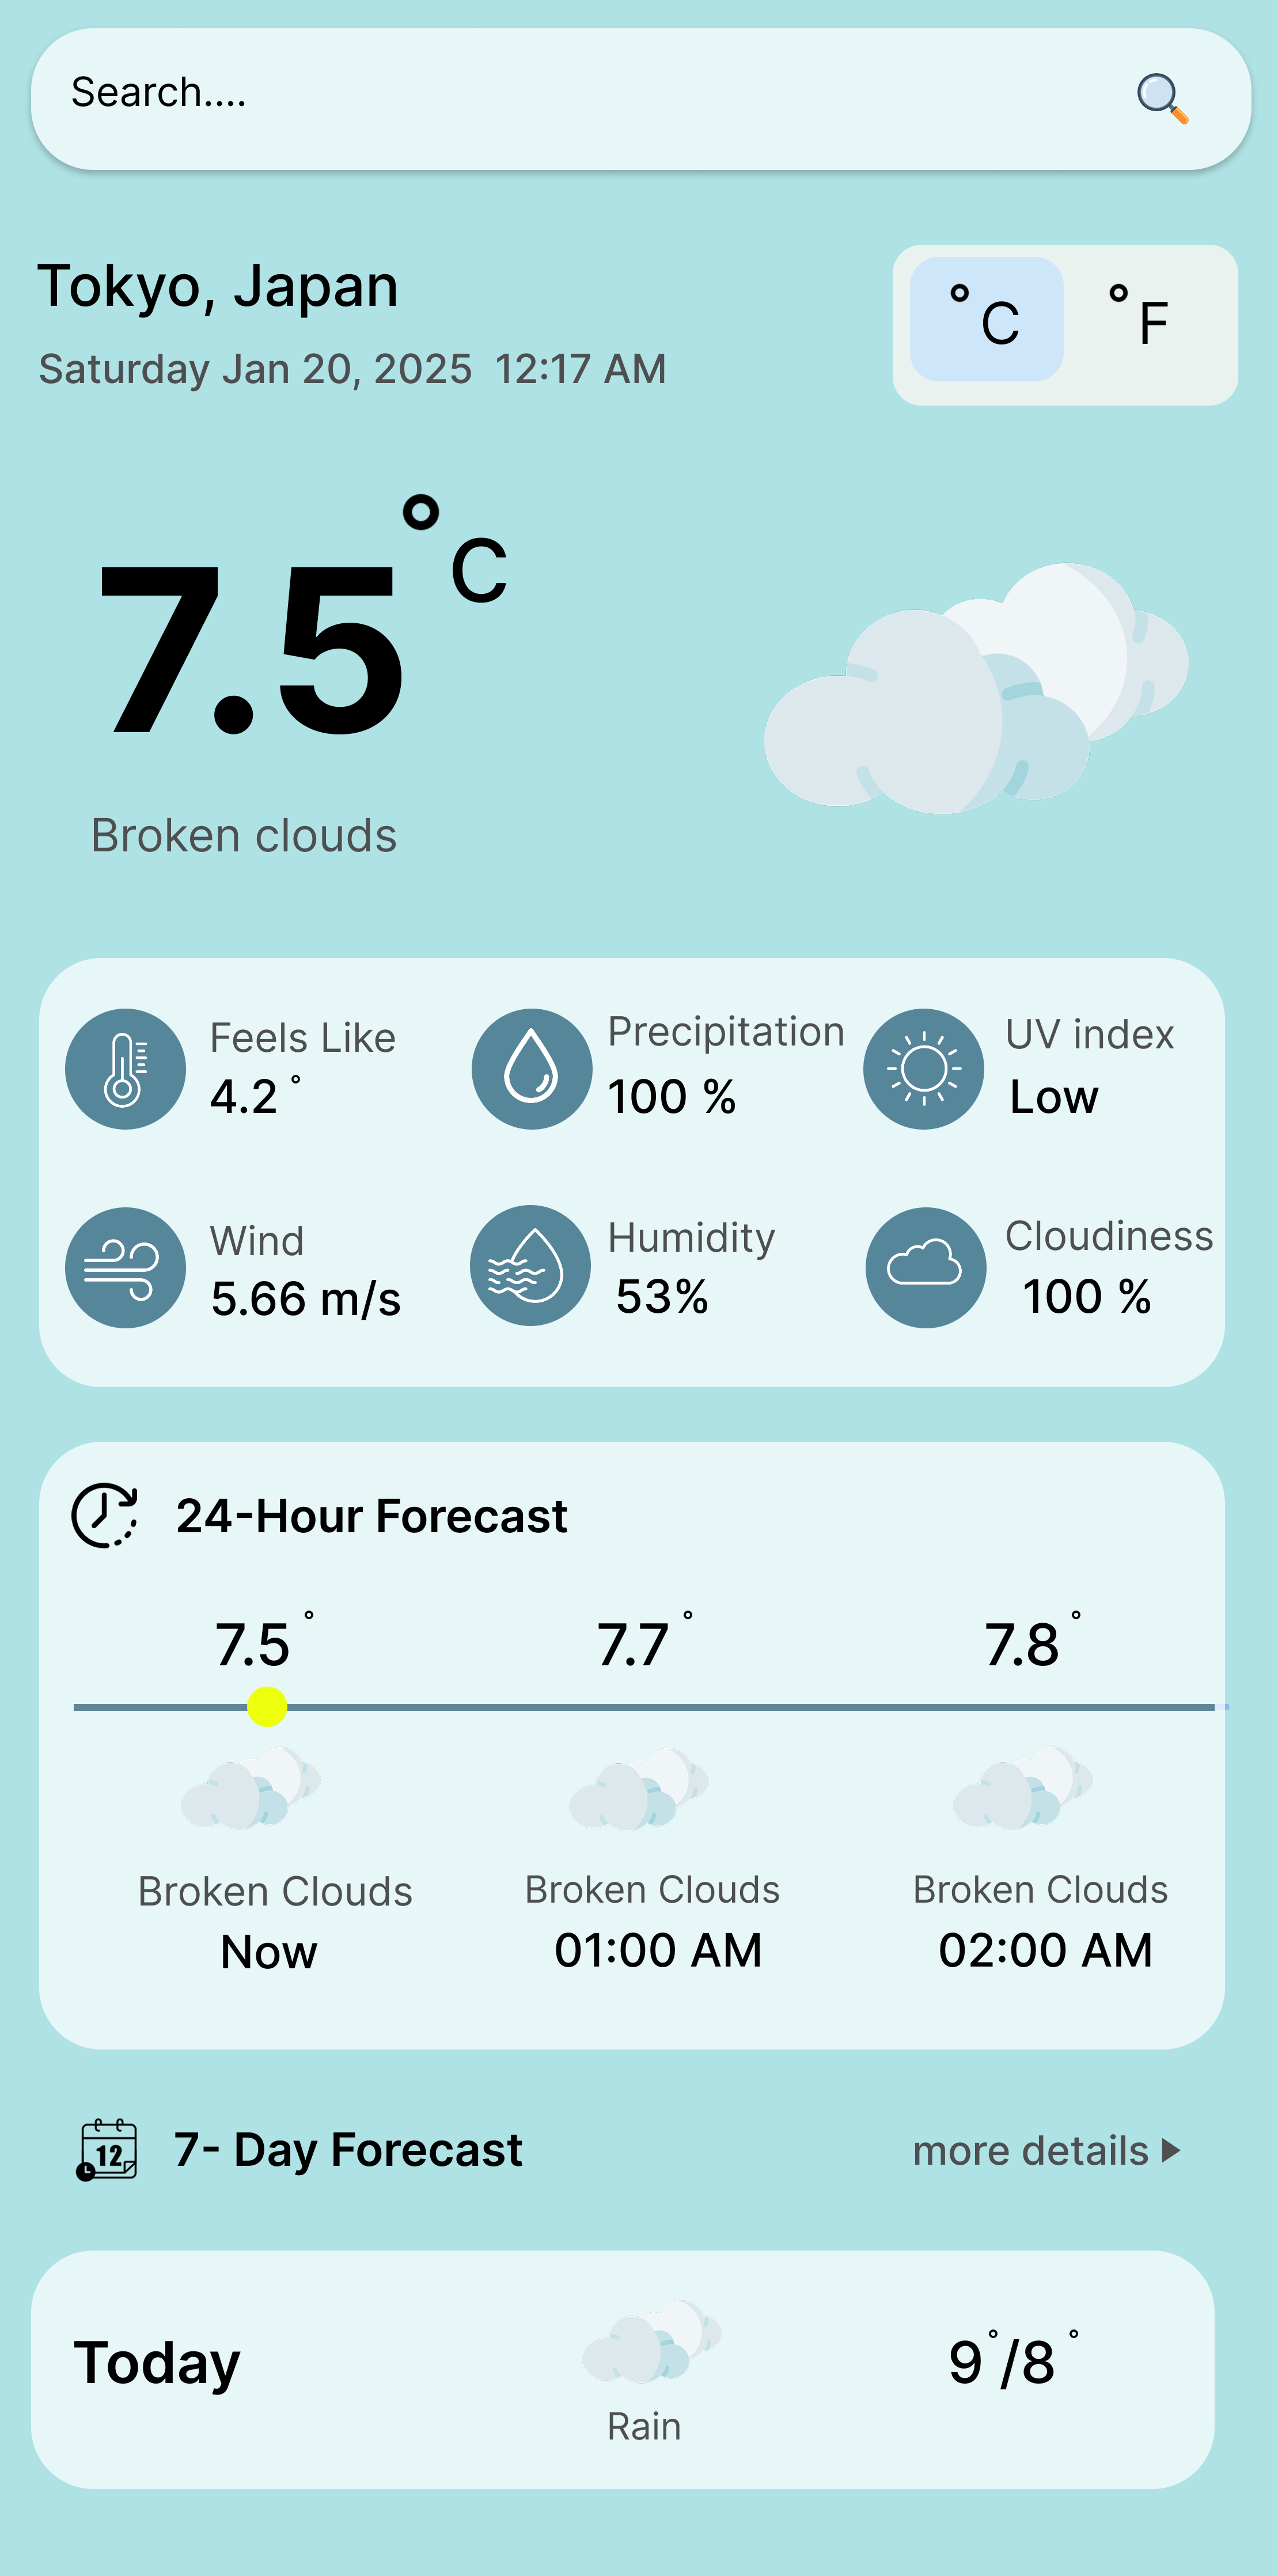 Search....
Tokyo, Japan
°C °F
Saturday Jan 20, 2025 12:17 AM
7.5°C
Broken clouds
Feels Like Precipitation UV index
4.2° 100 % Low
Wind Humidity Cloudiness
5.66 m/s 53% 100 %
24-Hour Forecast
7.5° 7.7° 7.8°
Broken Clouds Broken Clouds Broken Clouds
Now 01:00 AM 02:00 AM
12 7- Day Forecast more details
Today 9°/8°
Rain